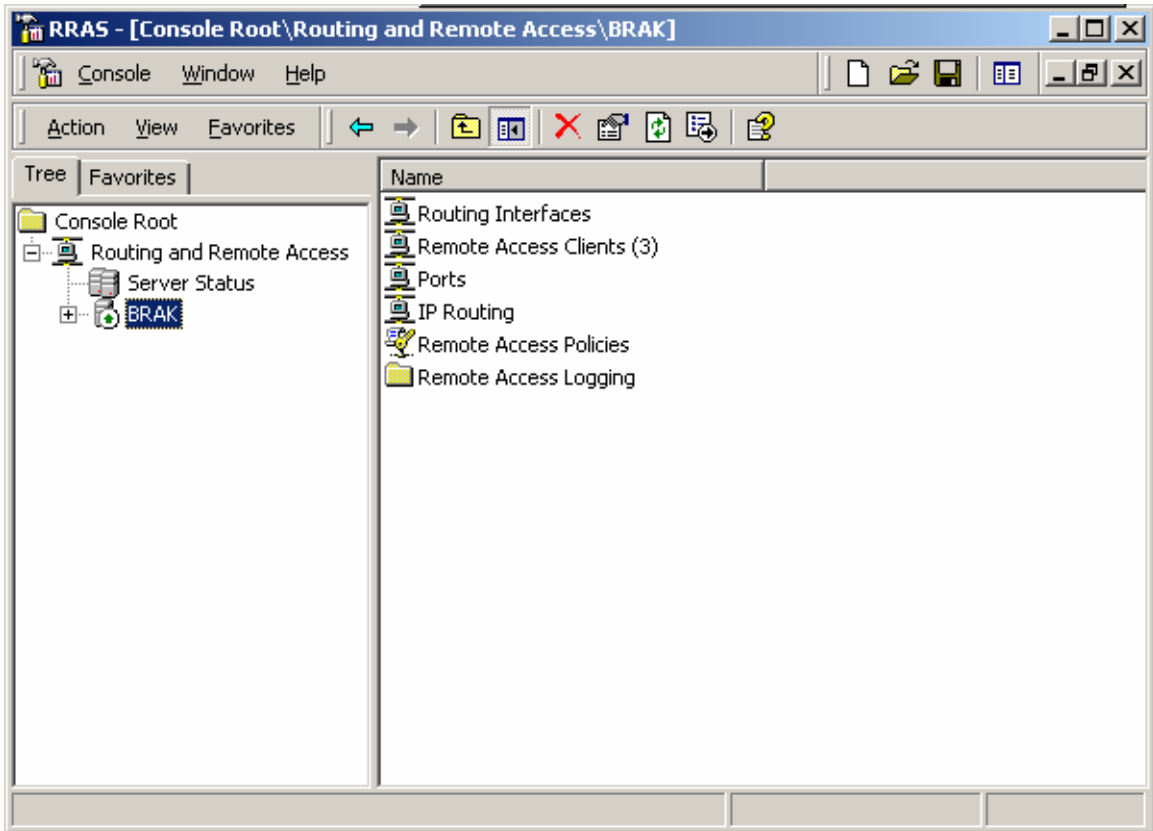 RRAS - [Console Root\Routing and Remote Access\BRAK]
Console Window Help
Action View Favorites
Tree Favorites
Name
Console Root
Routing and Remote Access
Server Status
BRAK
Routing Interfaces
Remote Access Clients (3)
Ports
IP Routing
Remote Access Policies
Remote Access Logging